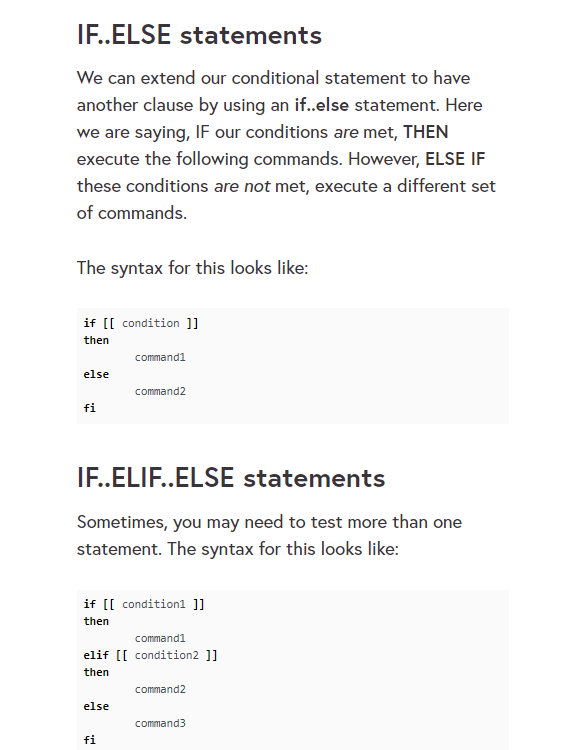 IF..ELSE statements
We can extend our conditional statement to have
another clause by using an if..else statement. Here
we are saying, IF our conditions are met, THEN
execute the following commands. However, ELSE IF
these conditions are not met, execute a different set
of commands.
The syntax for this looks like:
if [[ condition ]]
then
command1
else
command2
fi
IF..ELIF..ELSE statements
Sometimes, you may need to test more than one
statement. The syntax for this looks like:
if [[ condition1 ]]
then
command1
elif [[ condition2 ]]
then
command2
else
command3
fi